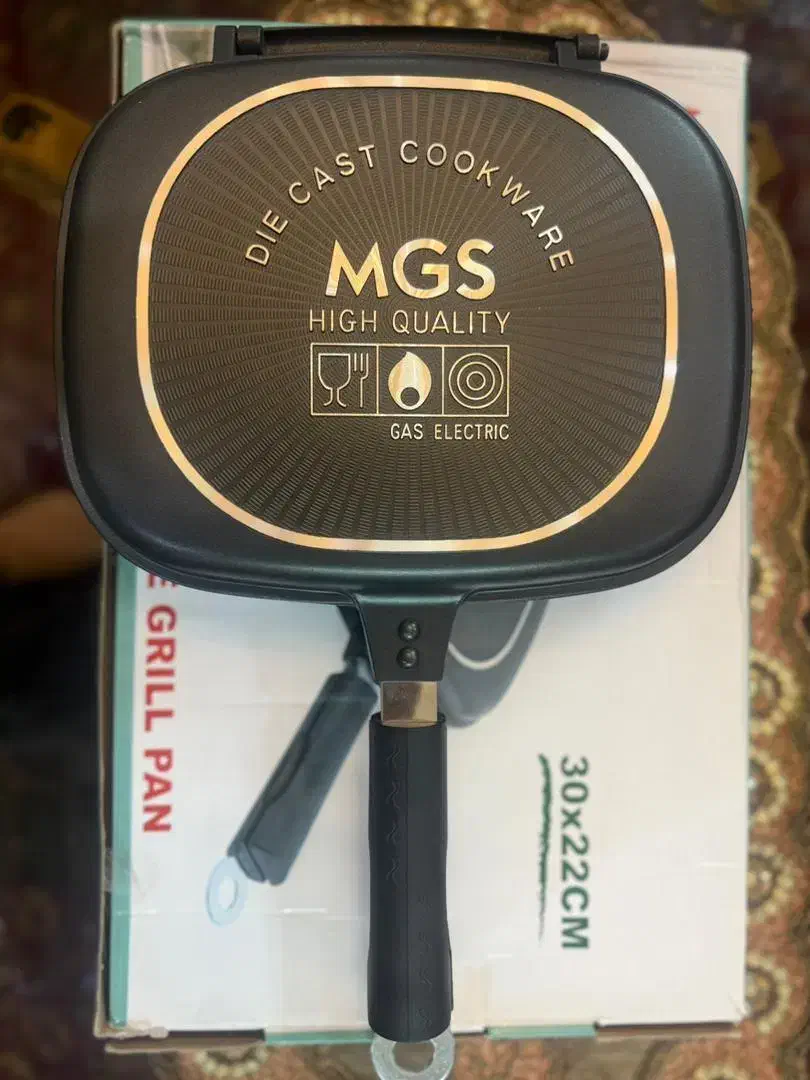 DIE CAST COOKWARE
MGS
HIGH QUALITY
GAS ELECTRIC
GRILL PAN
30x22CM